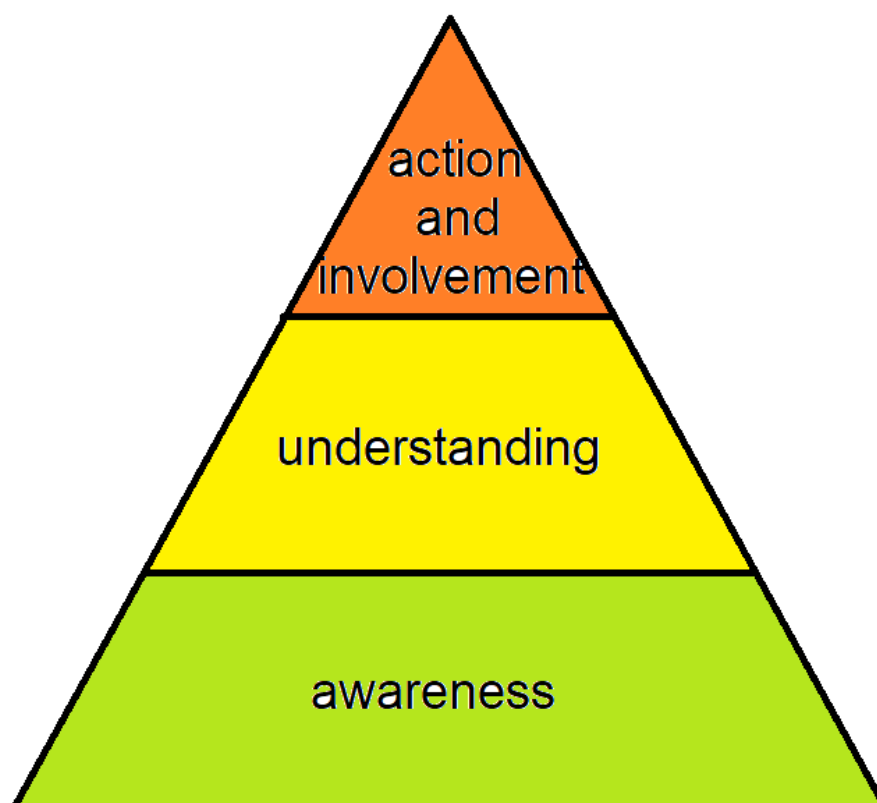 action
and
involvement
understanding
awareness